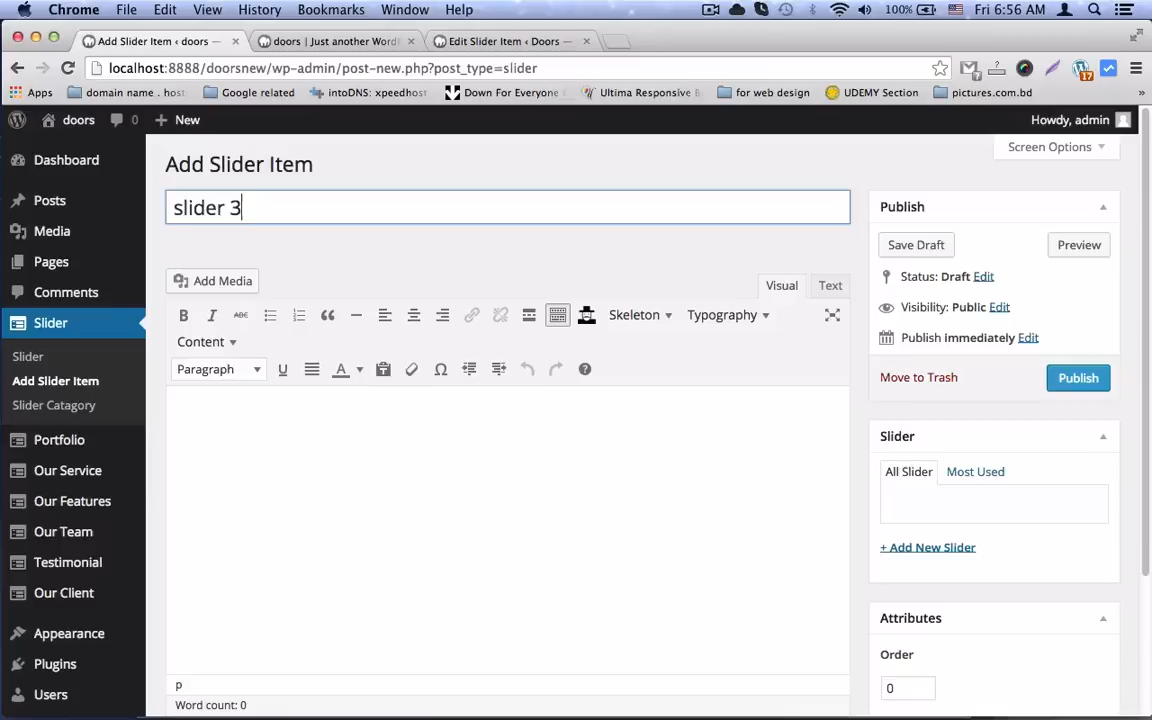 Chrome File Edit View History Bookmarks Window Help 100% Fri 6:56 AM
Add Slider Item ‹ doors — × doors | Just another Word × Edit Slider Item ‹ Doors — ×
localhost:8888/doorsnew/wp-admin/post-new.php?post_type=slider
Apps domain name . host Google related intoDNS: xpeedhost Down For Everyone Ultima Responsive for web design UDEMY Section pictures.com.bd »
doors 0 + New Howdy, admin
Screen Options
Dashboard
Posts
Media
Pages
Comments
Slider
Slider
Add Slider Item
Slider Catagory
Portfolio
Our Service
Our Features
Our Team
Testimonial
Our Client
Appearance
Plugins
Users
Add Slider Item
slider 3
Add Media
Visual Text
B I ABC Skeleton Typography
Content
Paragraph U A Ω ?
p
Word count: 0
Publish
Save Draft Preview
Status: Draft Edit
Visibility: Public Edit
Publish immediately Edit
Move to Trash Publish
Slider
All Slider Most Used
+ Add New Slider
Attributes
Order
0